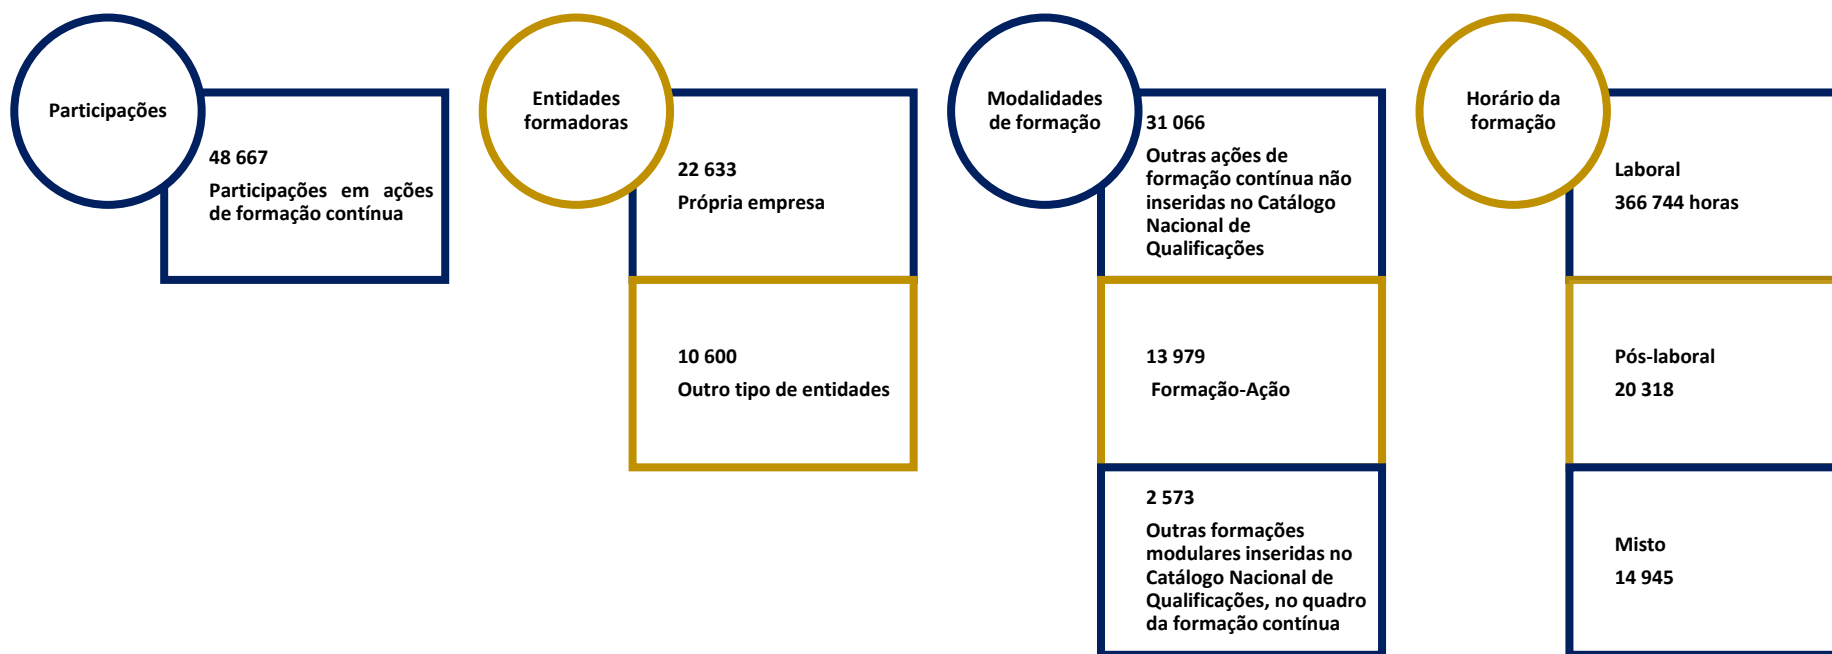 Participações
48 667
Participações em ações
de formação contínua
Entidades
formadoras
22 633
Própria empresa
10 600
Outro tipo de entidades
Modalidades
de formação
31 066
Outras ações de
formação contínua não
inseridas no Catálogo
Nacional de
Qualificações
13 979
Formação-Ação
2 573
Outras formações
modulares inseridas no
Catálogo Nacional de
Qualificações, no quadro
da formação contínua
Horário da
formação
Laboral
366 744 horas
Pós-laboral
20 318
Misto
14 945